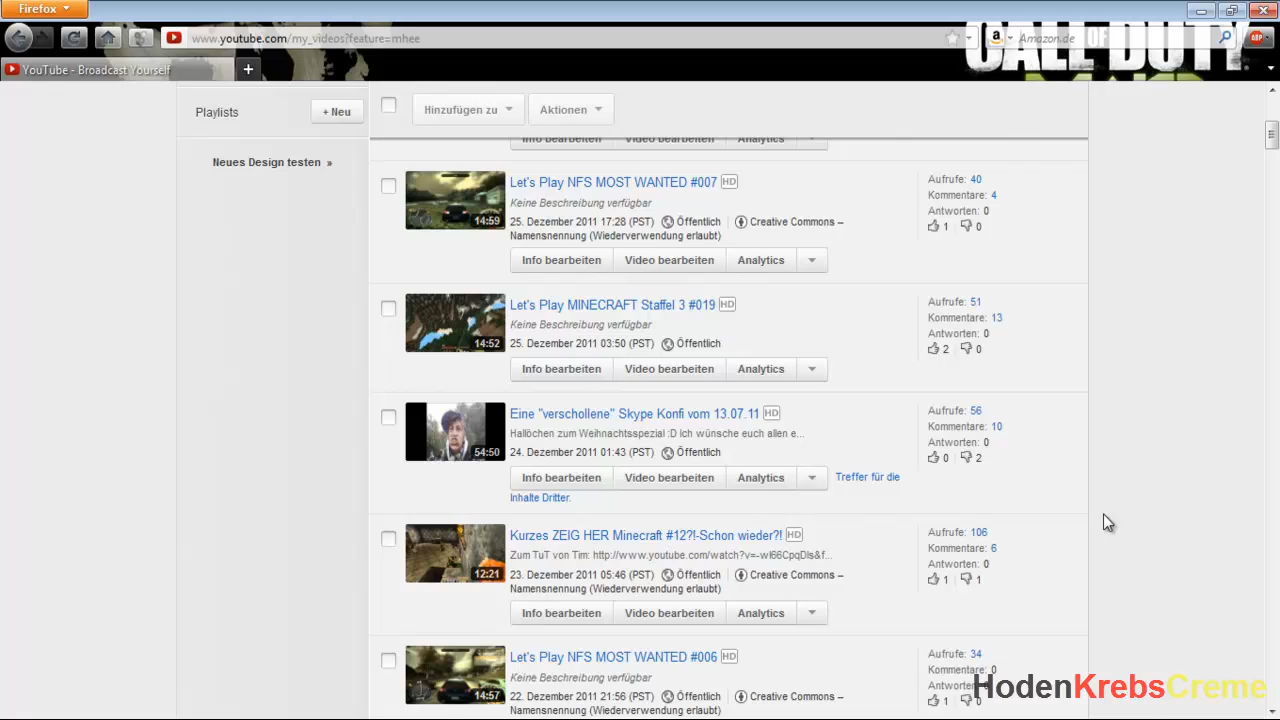 Firefox
CALL OF DUTY
www.youtube.com/my_videos?feature=mhee
Amazon.de
ABP
YouTube - Broadcast Yourself
Playlists
+ Neu
Hinzufügen zu
Aktionen
Neues Design testen »
Info bearbeiten Video bearbeiten Analytics
Let's Play NFS MOST WANTED #007 HD
Keine Beschreibung verfügbar
25. Dezember 2011 17:28 (PST) Öffentlich Creative Commons –
Namensnennung (Wiederverwendung erlaubt)
14:59
Info bearbeiten Video bearbeiten Analytics
Aufrufe: 40
Kommentare: 4
Antworten: 0
1 0
Let's Play MINECRAFT Staffel 3 #019 HD
Keine Beschreibung verfügbar
25. Dezember 2011 03:50 (PST) Öffentlich
14:52
Info bearbeiten Video bearbeiten Analytics
Aufrufe: 51
Kommentare: 13
Antworten: 0
2 0
Eine "verschollene" Skype Konfi vom 13.07.11 HD
Hallöchen zum Weihnachtsspezial :D Ich wünsche euch allen e...
24. Dezember 2011 01:43 (PST) Öffentlich
54:50
Info bearbeiten Video bearbeiten Analytics Treffer für die
Inhalte Dritter.
Aufrufe: 56
Kommentare: 10
Antworten: 0
0 2
Kurzes ZEIG HER Minecraft #12?!-Schon wieder?! HD
Zum TuT von Tim: http://www.youtube.com/watch?v=-wl66CpqDls&f...
23. Dezember 2011 05:46 (PST) Öffentlich Creative Commons –
Namensnennung (Wiederverwendung erlaubt)
12:21
Info bearbeiten Video bearbeiten Analytics
Aufrufe: 106
Kommentare: 6
Antworten: 0
1 1
Let's Play NFS MOST WANTED #006 HD
Keine Beschreibung verfügbar
22. Dezember 2011 21:56 (PST) Öffentlich Creative Commons –
Namensnennung (Wiederverwendung erlaubt)
14:57
Aufrufe: 34
Kommentare: 0
Antworten: 0
1 0
HodenKrebsCreme